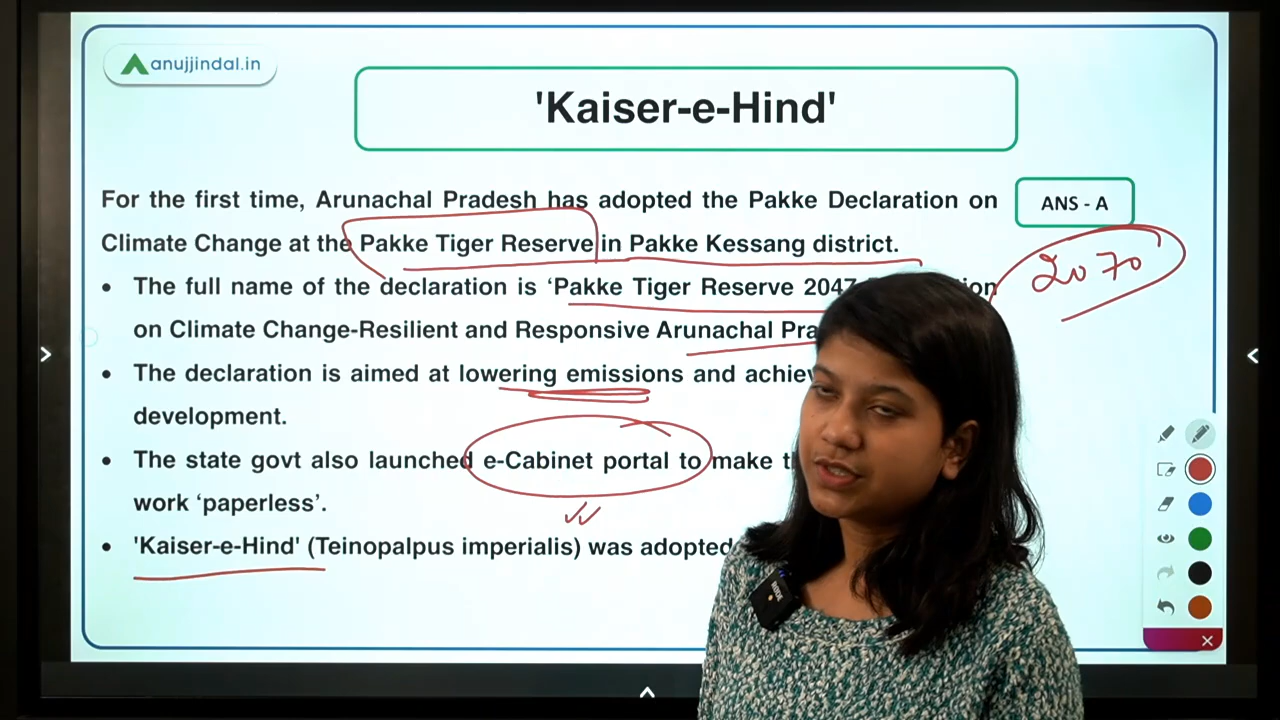 anujjindal.in
'Kaiser-e-Hind'
For the first time, Arunachal Pradesh has adopted the Pakke Declaration on
ANS - A
Climate Change at the Pakke Tiger Reserve in Pakke Kessang district.
2070
• The full name of the declaration is ‘Pakke Tiger Reserve 2047
on Climate Change-Resilient and Responsive Arunachal
• The declaration is aimed at lowering emissions and
development.
• The state govt also launched e-Cabinet portal to make
work ‘paperless’.
• 'Kaiser-e-Hind' (Teinopalpus imperialis) was adopted